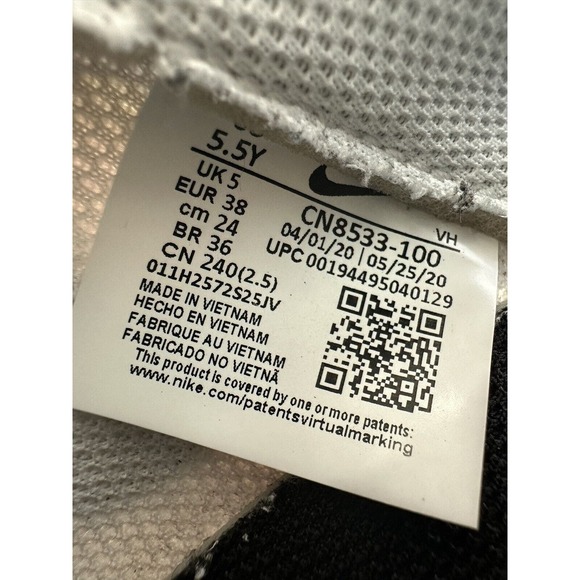 5.5Y
UK 5
EUR 38
cm 24
BR 36
CN 240(2.5)
011H2572S25JV
VH
CN8533-100
04/01/20 | 05/25/20
UPC 00194495040129
MADE IN VIETNAM
HECHO EN VIETNAM
FABRIQUE AU VIETNAM
FABRICADO NO VIETNÃ
This product is covered by one or more patents:
www.nike.com/patentsvirtualmarking